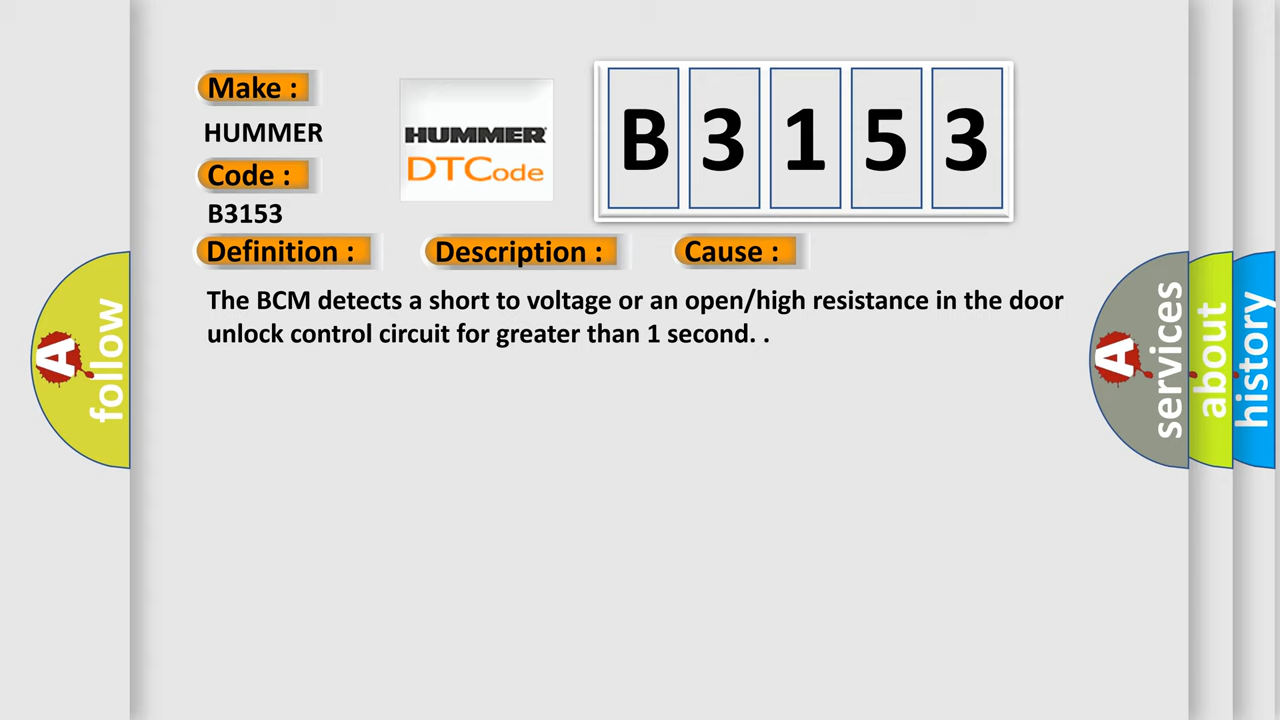 Make :
HUMMER
Code :
B3153
HUMMER
DTCode
B 3 1 5 3
Definition :
Description :
Cause :
The BCM detects a short to voltage or an open/high resistance in the door
unlock control circuit for greater than 1 second. .
A follow
A services
about
history